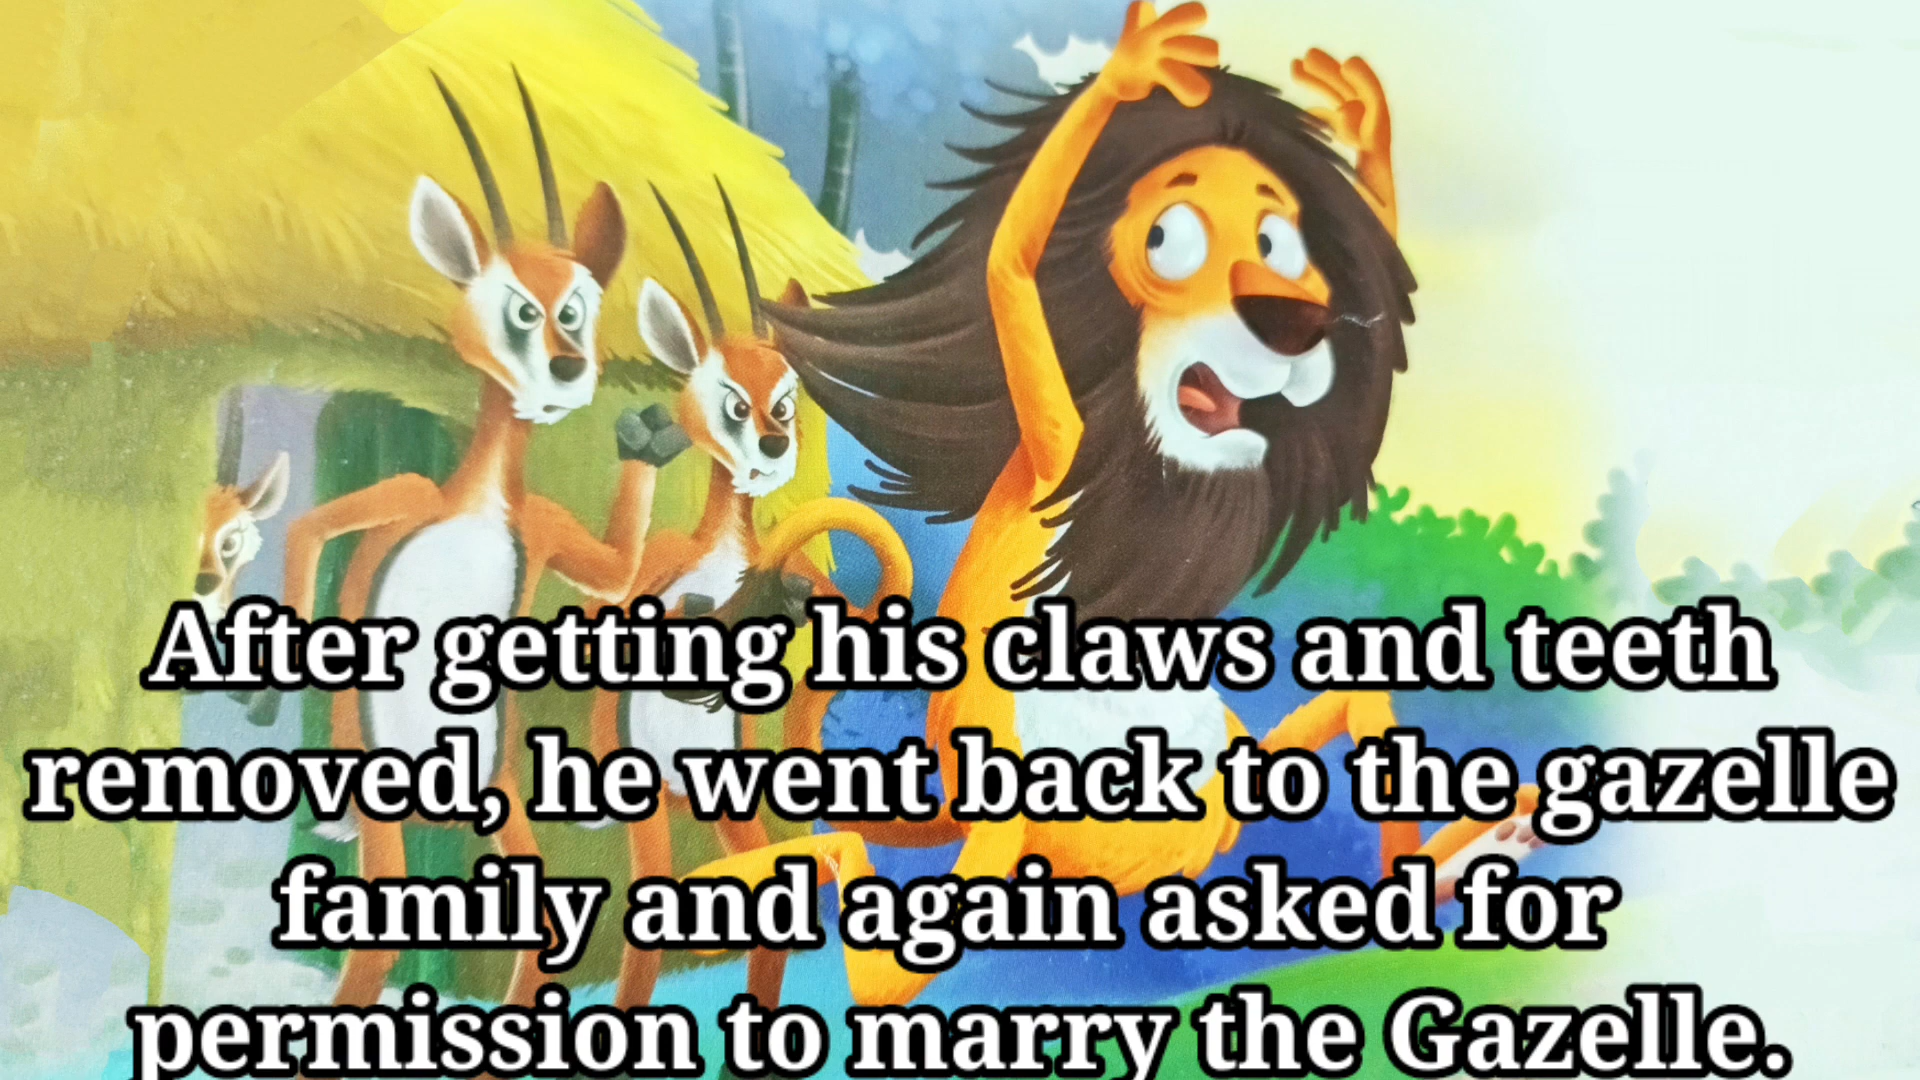 After getting his claws and teeth
removed, he went back to the gazelle
family and again asked for
permission to marry the Gazelle.